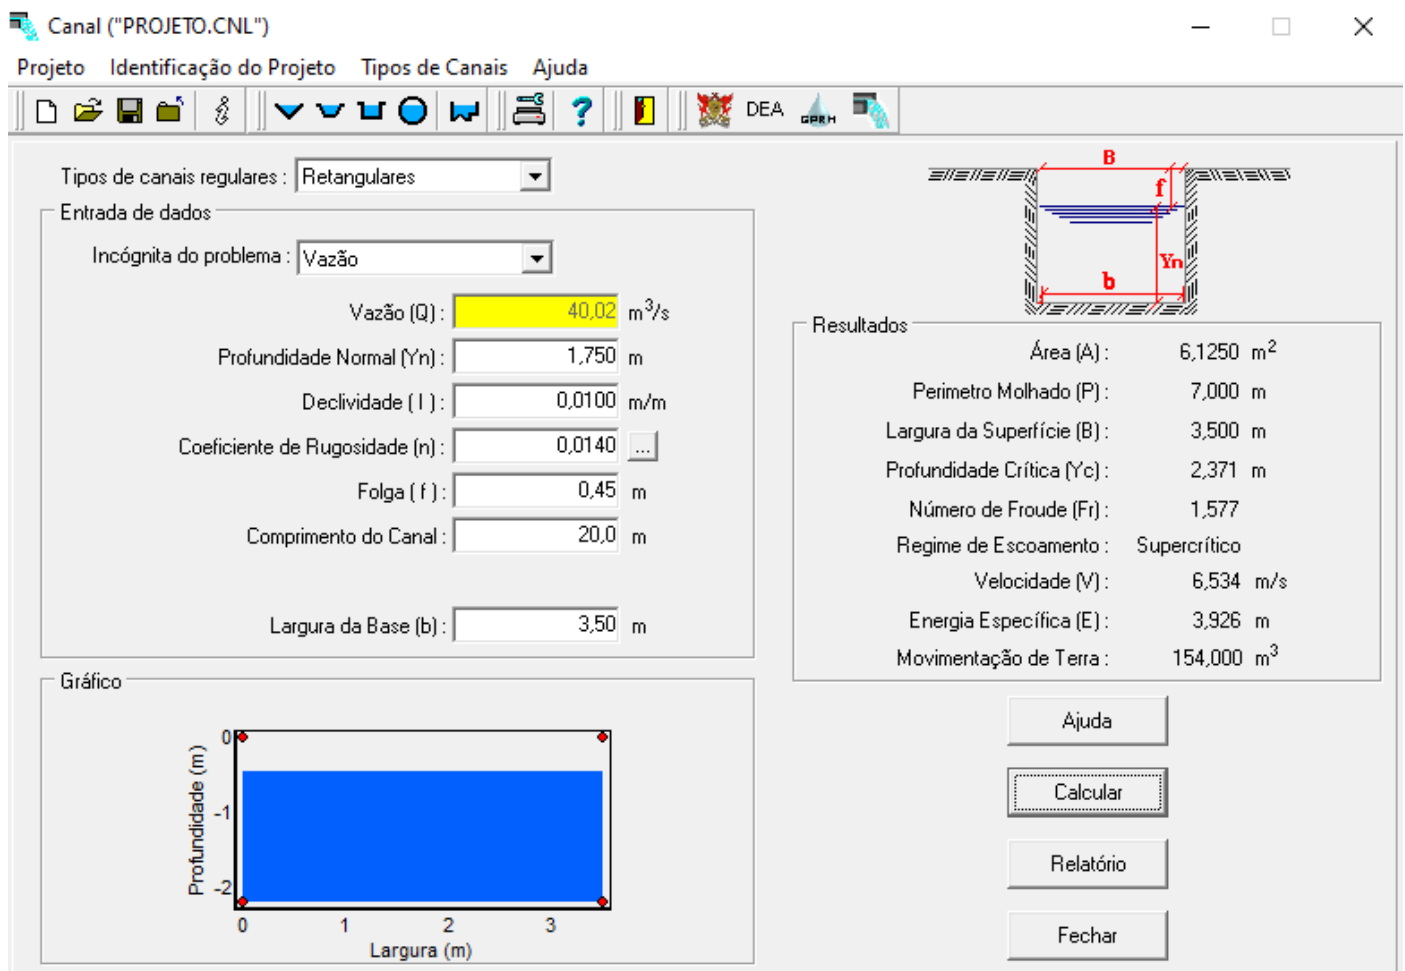 Canal ("PROJETO.CNL")
Projeto Identificação do Projeto Tipos de Canais Ajuda
DEA GPRH
Tipos de canais regulares : Retangulares
Entrada de dados
Incógnita do problema : Vazão
Vazão (Q) : 40,02 m³/s
Profundidade Normal (Yn) : 1,750 m
Declividade ( I ) : 0,0100 m/m
Coeficiente de Rugosidade (n) : 0,0140 ...
Folga ( f ) : 0,45 m
Comprimento do Canal : 20,0 m
Largura da Base (b) : 3,50 m
B
f
Yn
b
Resultados
Área (A) : 6,1250 m²
Perimetro Molhado (P) : 7,000 m
Largura da Superfície (B) : 3,500 m
Profundidade Crítica (Yc) : 2,371 m
Número de Froude (Fr) : 1,577
Regime de Escoamento : Supercrítico
Velocidade (V) : 6,534 m/s
Energia Específica (E) : 3,926 m
Movimentação de Terra : 154,000 m³
Gráfico
Profundidade (m)
0
-1
-2
0 1 2 3
Largura (m)
Ajuda
Calcular
Relatório
Fechar